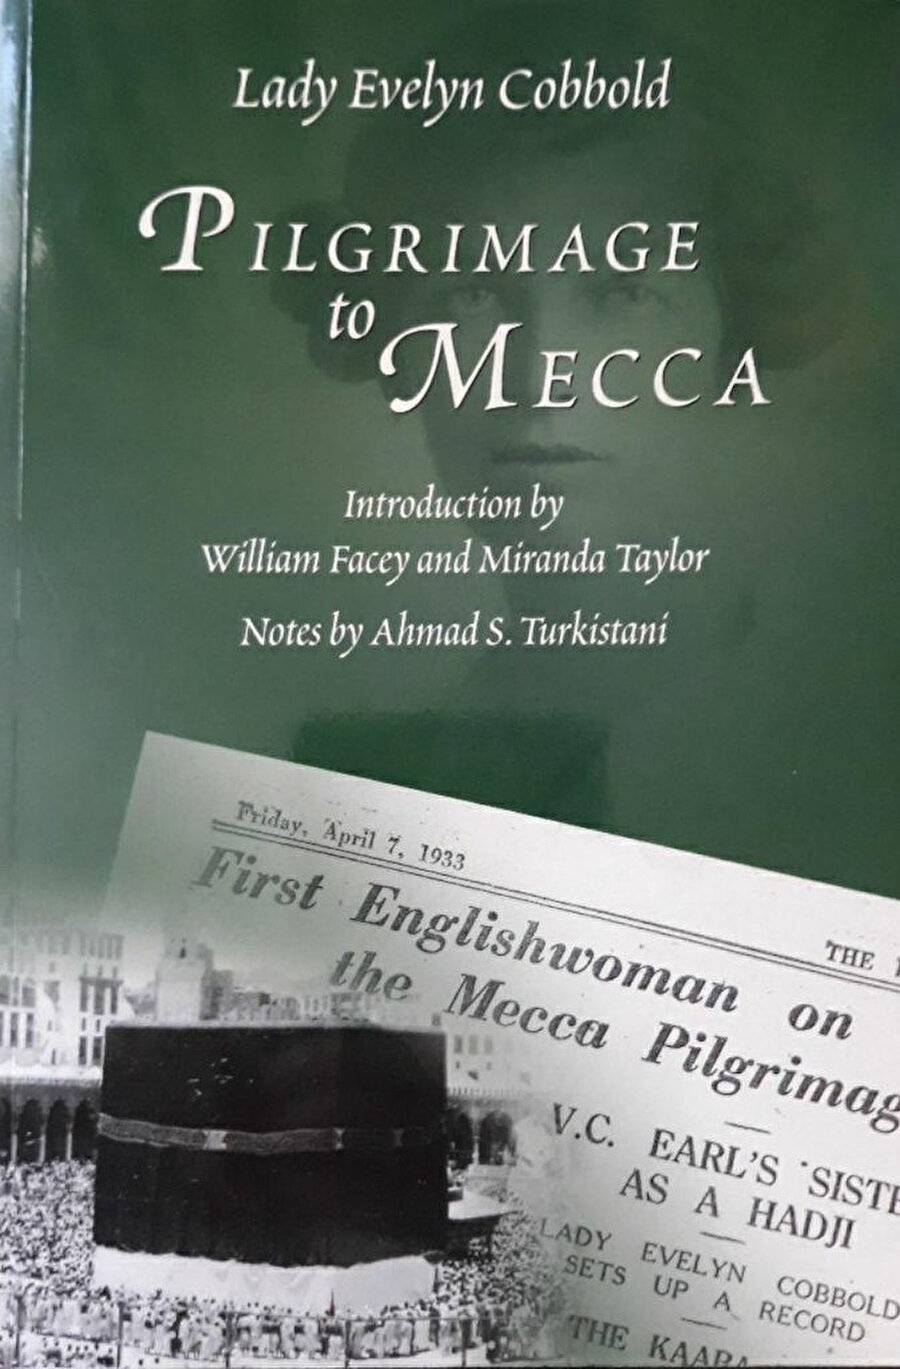 Lady Evelyn Cobbold
PILGRIMAGE
to
MECCA
Introduction by
William Facey and Miranda Taylor
Notes by Ahmad S. Turkistani
Friday, April 7, 1933
THE
First Englishwoman on
the Mecca Pilgrimag
V.C. EARL'S SISTE
AS A HADJI
LADY EVELYN COBBOLD
SETS UP A RECORD
THE KAABA